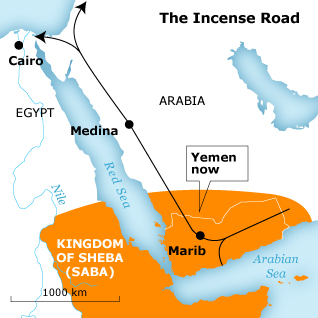 The Incense Road
Cairo
ARABIA
EGYPT
Medina
Red Sea
Nile
Yemen
now
KINGDOM
OF SHEBA
(SABA)
Marib
Arabian
Sea
1000 km